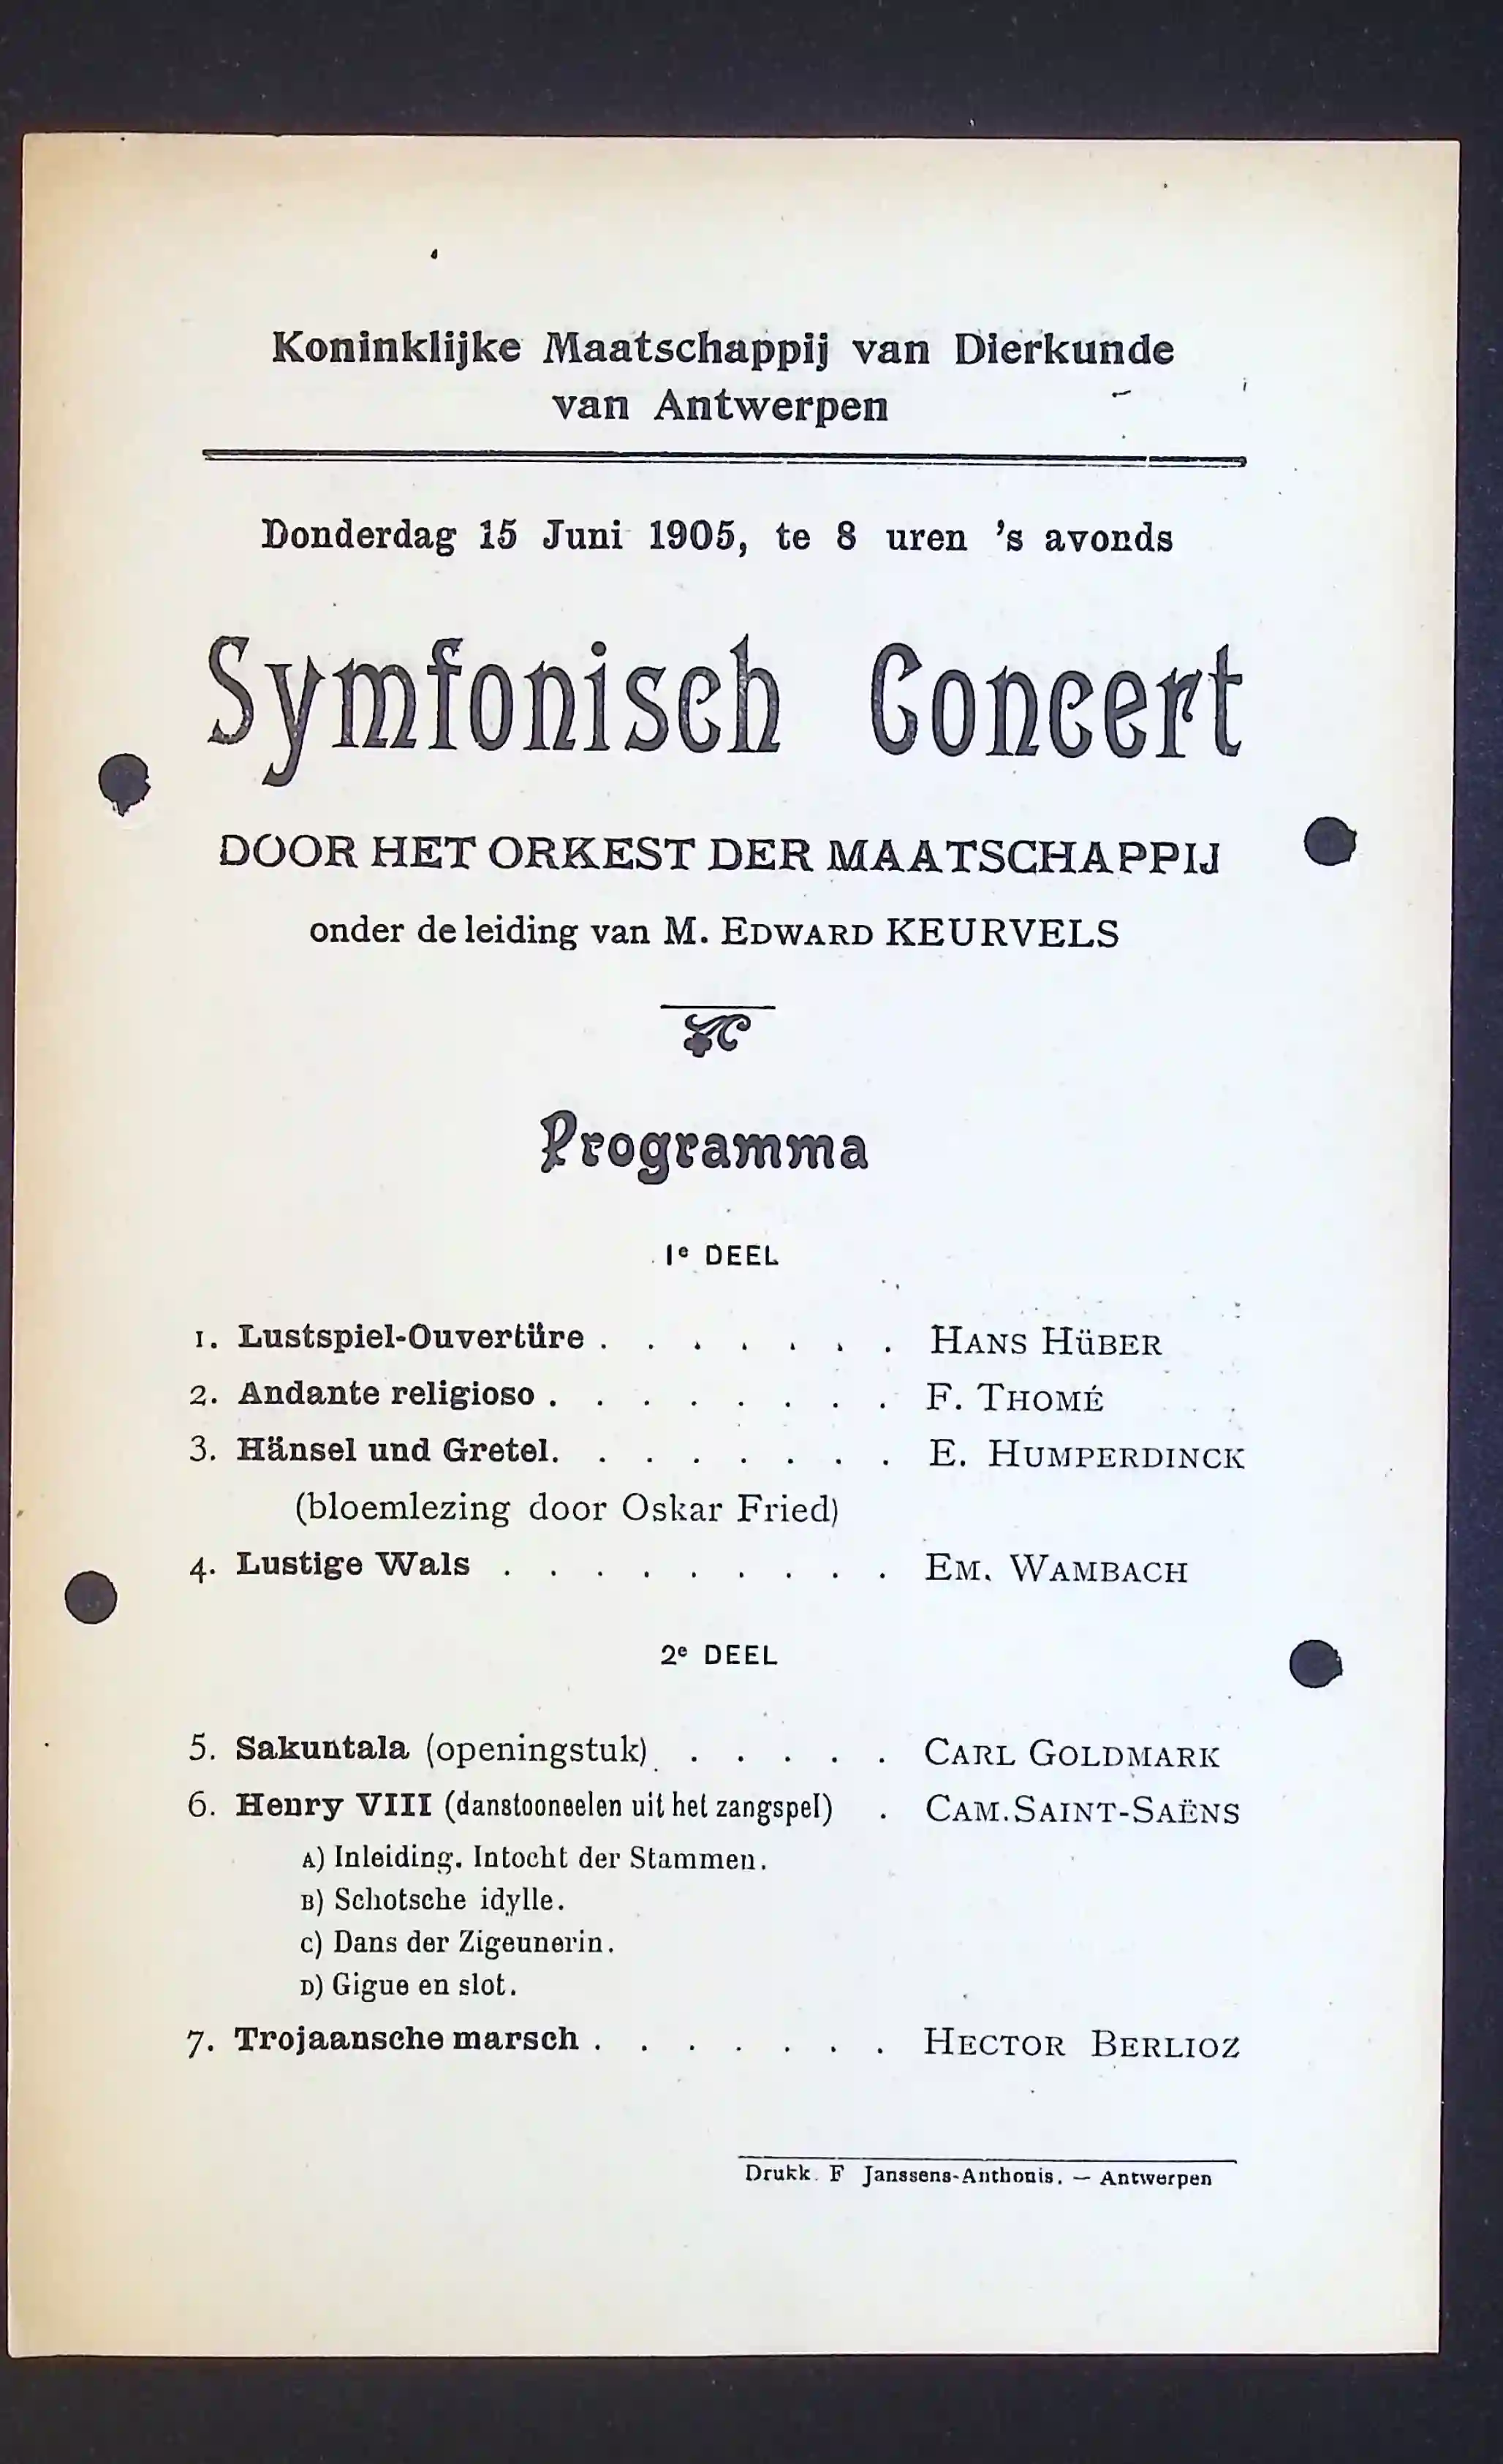 Koninklijke Maatschappij van Dierkunde
van Antwerpen
Donderdag 15 Juni 1905, te 8 uren 's avonds
Symfonisch Concert
DOOR HET ORKEST DER MAATSCHAPPIJ
onder de leiding van M. EDWARD KEURVELS
Programma
1e DEEL
1. Lustspiel-Ouvertüre . . . . . . . HANS HüBER
2. Andante religioso . . . . . . . . F. THOMÉ
3. Hänsel und Gretel. . . . . . . . E. HUMPERDINCK
(bloemlezing door Oskar Fried)
4. Lustige Wals . . . . . . . . . EM. WAMBACH
2e DEEL
5. Sakuntala (openingstuk) . . . . . . CARL GOLDMARK
6. Henry VIII (danstooneelen uit het zangspel) . CAM. SAINT-SAËNS
A) Inleiding. Intocht der Stammen.
B) Schotsche idylle.
C) Dans der Zigeunerin.
D) Gigue en slot.
7. Trojaansche marsch . . . . . . . HECTOR BERLIOZ
Drukk. F Janssens-Anthonis. — Antwerpen